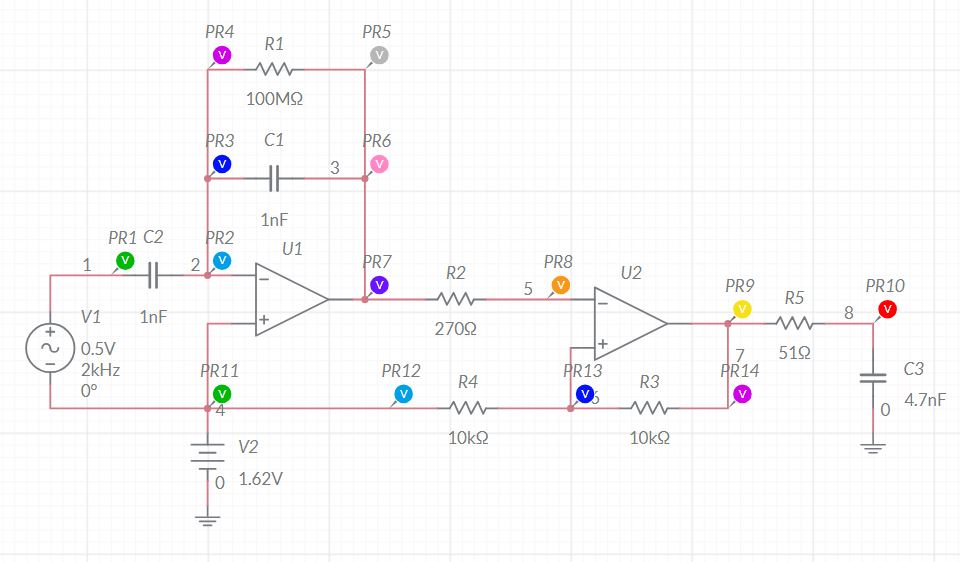 PR4
R1
PR5
V
V
100MΩ
PR3
C1
PR6
V
3
V
1nF
PR1
C2
PR2
U1
1
V
2
V
PR7
V
R2
PR8
U2
5
V
PR9
PR10
V
R5
8
V
V1
1nF
270Ω
0.5V
2kHz
0°
51Ω
7
PR11
PR12
R4
PR13
R3
PR14
C3
V
4
V
V
6
V
0
4.7nF
10kΩ
10kΩ
V2
0
1.62V